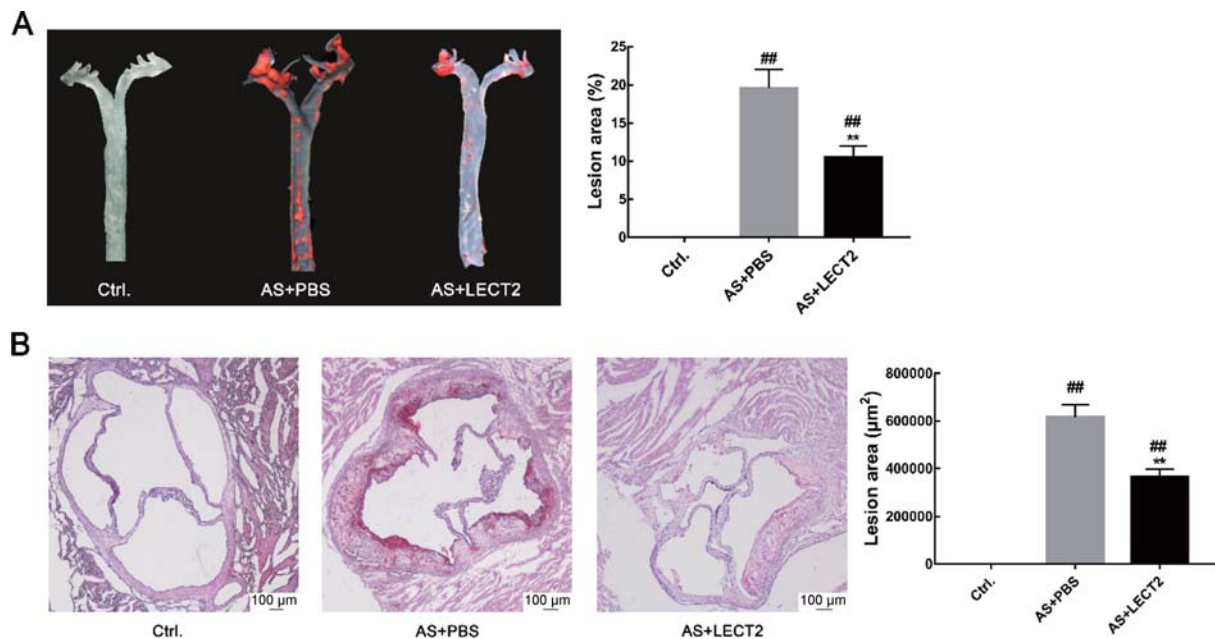 A
Ctrl.
AS+PBS
AS+LECT2
Lesion area (%)
25
20
15
10
5
0
##
##
**
Ctrl.
AS+PBS
AS+LECT2
B
100 µm
100 µm
100 µm
Ctrl.
AS+PBS
AS+LECT2
Lesion area (µm²)
800000
600000
400000
200000
0
##
##
**
Ctrl.
AS+PBS
AS+LECT2